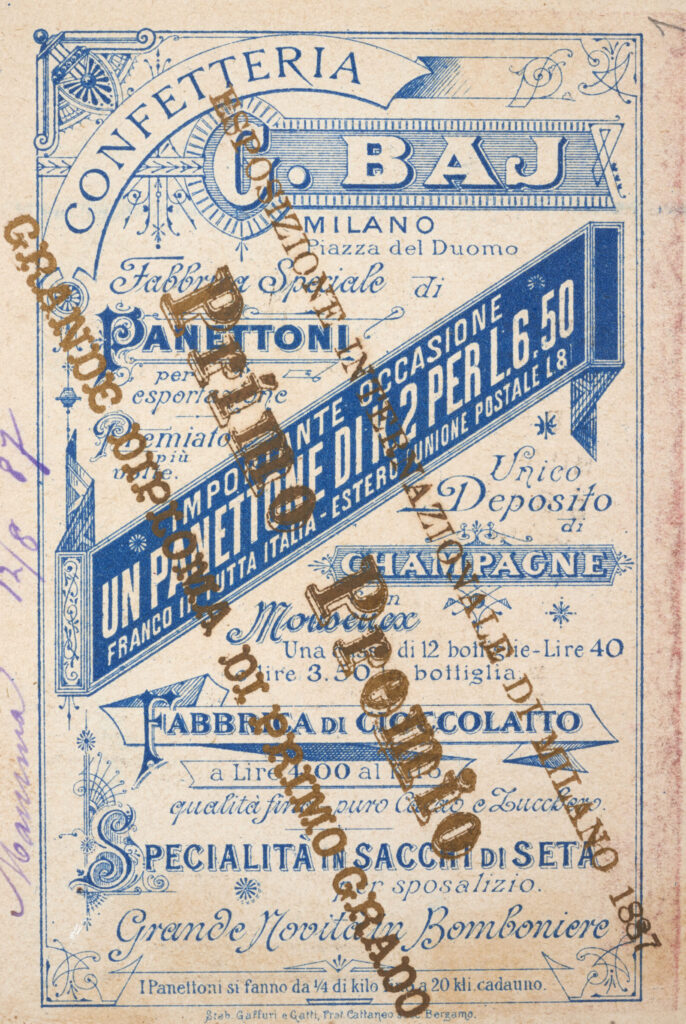 CONFETTERIA
G. BAJ
MILANO
Piazza del Duomo
Fabbrica Speciale di
PANETTONI
per
esportazione
Premiato
più
volte.
IMPORTANTE OCCASIONE
UN PANETTONE DI K.2 PER L.6.50
FRANCO IN TUTTA ITALIA - ESTERO UNIONE POSTALE L.8
Unico
Deposito
di
CHAMPAGNE
Una cassa di 12 bottiglie-Lire 40
Lire 3.50 bottiglia.
FABBRICA DI CIOCCOLATTO
a Lire 4.00 al Kilo
qualità fina, puro Cacao e Zucchero.
SPECIALITÀ IN SACCHI DI SETA
per sposalizio.
Grande Novità in Bomboniere
I Panettoni si fanno da ¼ di kilo fino a 20 kli. cadauno.
Stab. Gaffuri e Gatti, Frat. Cattaneo succ. Bergamo.
ESPOSIZIONE INTERNAZIONALE DI MILANO 1887
Primo Premio
GRANDE DIPLOMA DI PRIMO GRADO
12/8 87